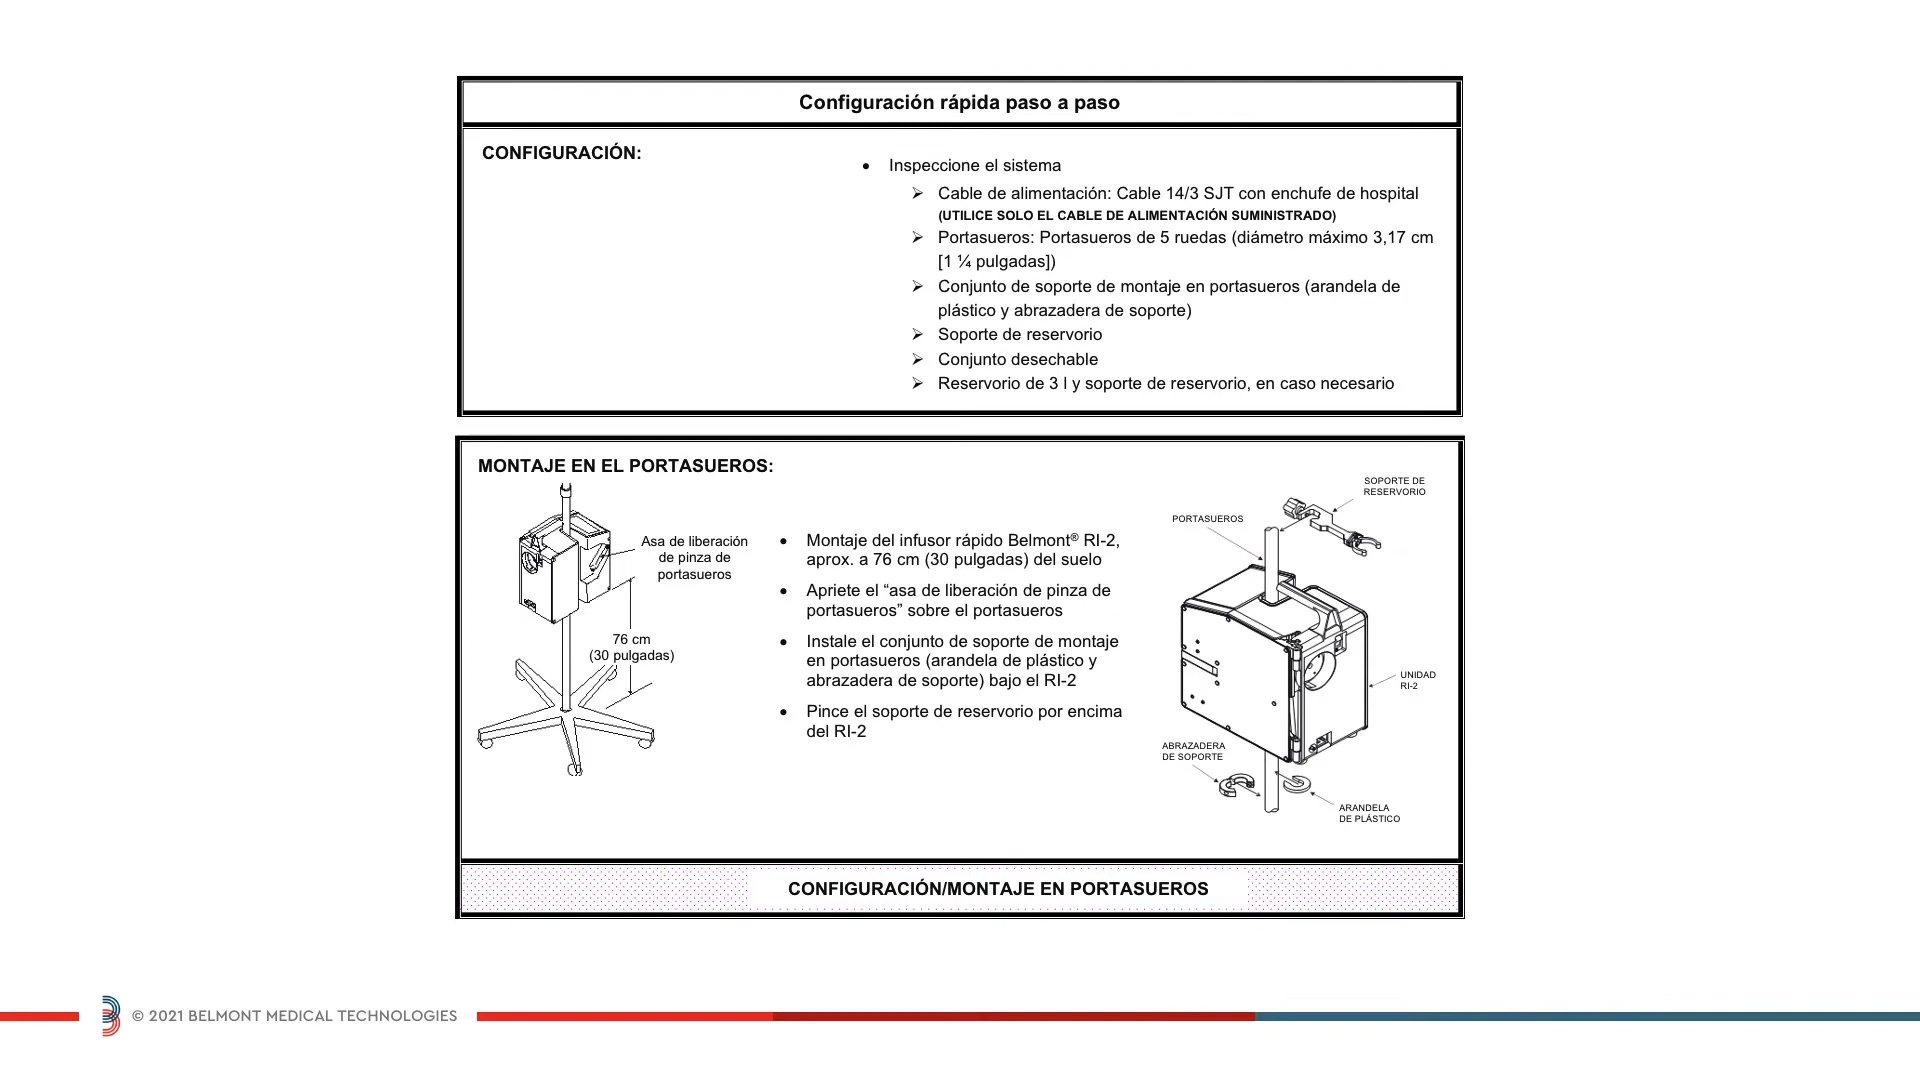 Configuración rápida paso a paso
CONFIGURACIÓN:
• Inspeccione el sistema
➢ Cable de alimentación: Cable 14/3 SJT con enchufe de hospital
(UTILICE SOLO EL CABLE DE ALIMENTACIÓN SUMINISTRADO)
➢ Portasueros: Portasueros de 5 ruedas (diámetro máximo 3,17 cm
[1 ¼ pulgadas])
➢ Conjunto de soporte de montaje en portasueros (arandela de
plástico y abrazadera de soporte)
➢ Soporte de reservorio
➢ Conjunto desechable
➢ Reservorio de 3 l y soporte de reservorio, en caso necesario
MONTAJE EN EL PORTASUEROS:
Asa de liberación
de pinza de
portasueros
76 cm
(30 pulgadas)
• Montaje del infusor rápido Belmont® RI-2,
aprox. a 76 cm (30 pulgadas) del suelo
• Apriete el “asa de liberación de pinza de
portasueros” sobre el portasueros
• Instale el conjunto de soporte de montaje
en portasueros (arandela de plástico y
abrazadera de soporte) bajo el RI-2
• Pince el soporte de reservorio por encima
del RI-2
SOPORTE DE
RESERVORIO
PORTASUEROS
UNIDAD
RI-2
ABRAZADERA
DE SOPORTE
ARANDELA
DE PLÁSTICO
CONFIGURACIÓN/MONTAJE EN PORTASUEROS
© 2021 BELMONT MEDICAL TECHNOLOGIES